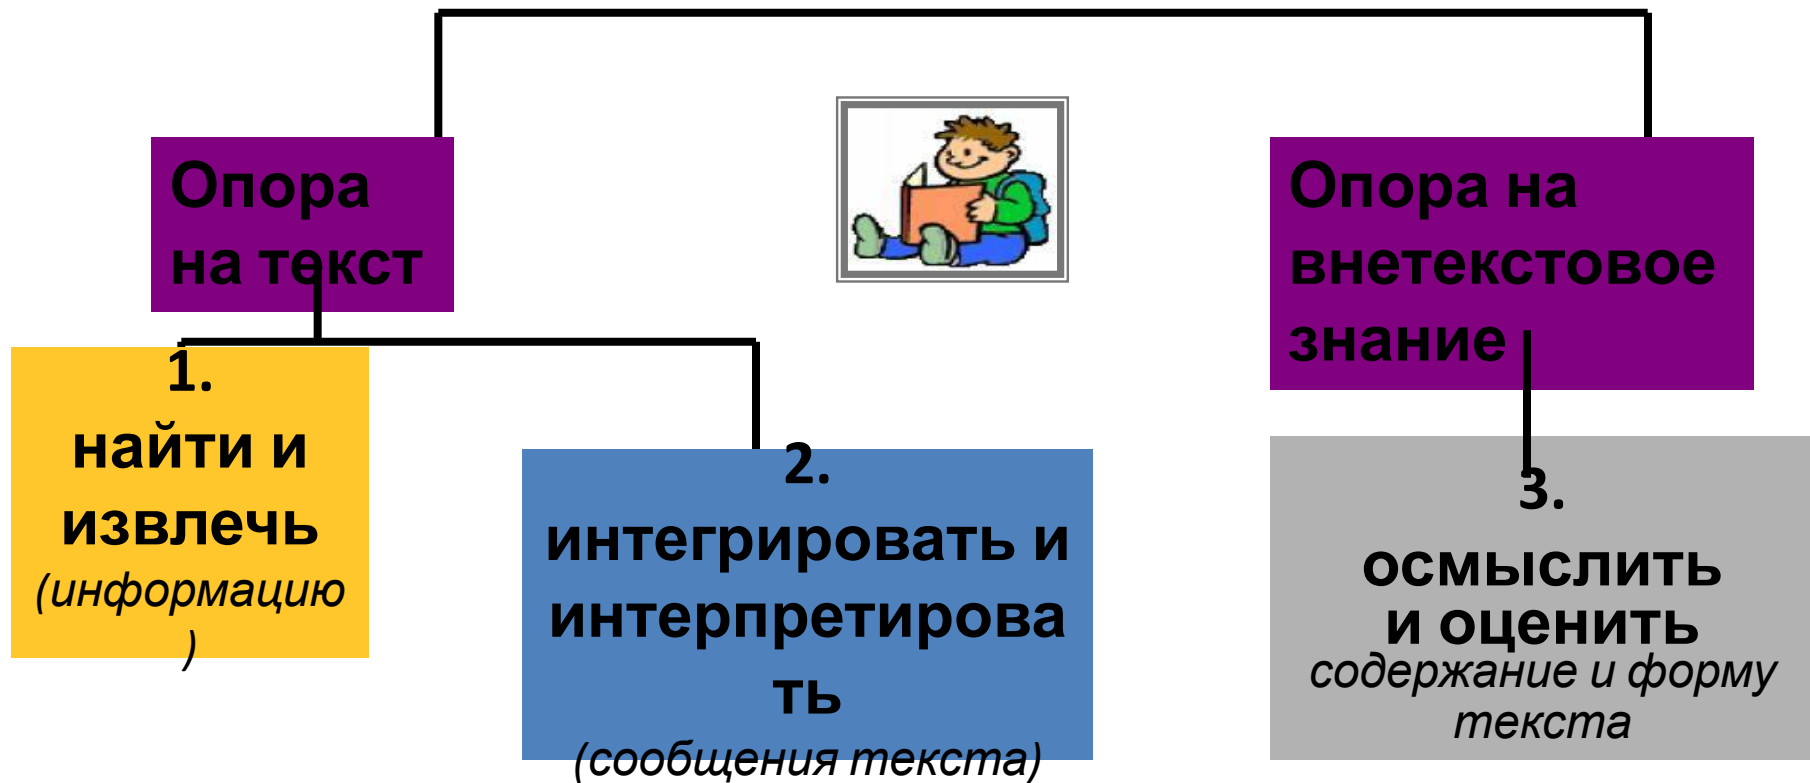 Опора
на текст
Опора на
внетекстовое
знание
1.
найти и
извлечь
(информацию
)
2.
интегрировать и
интерпретирова
ть
(сообщения текста)
3.
осмыслить
и оценить
содержание и форму
текста